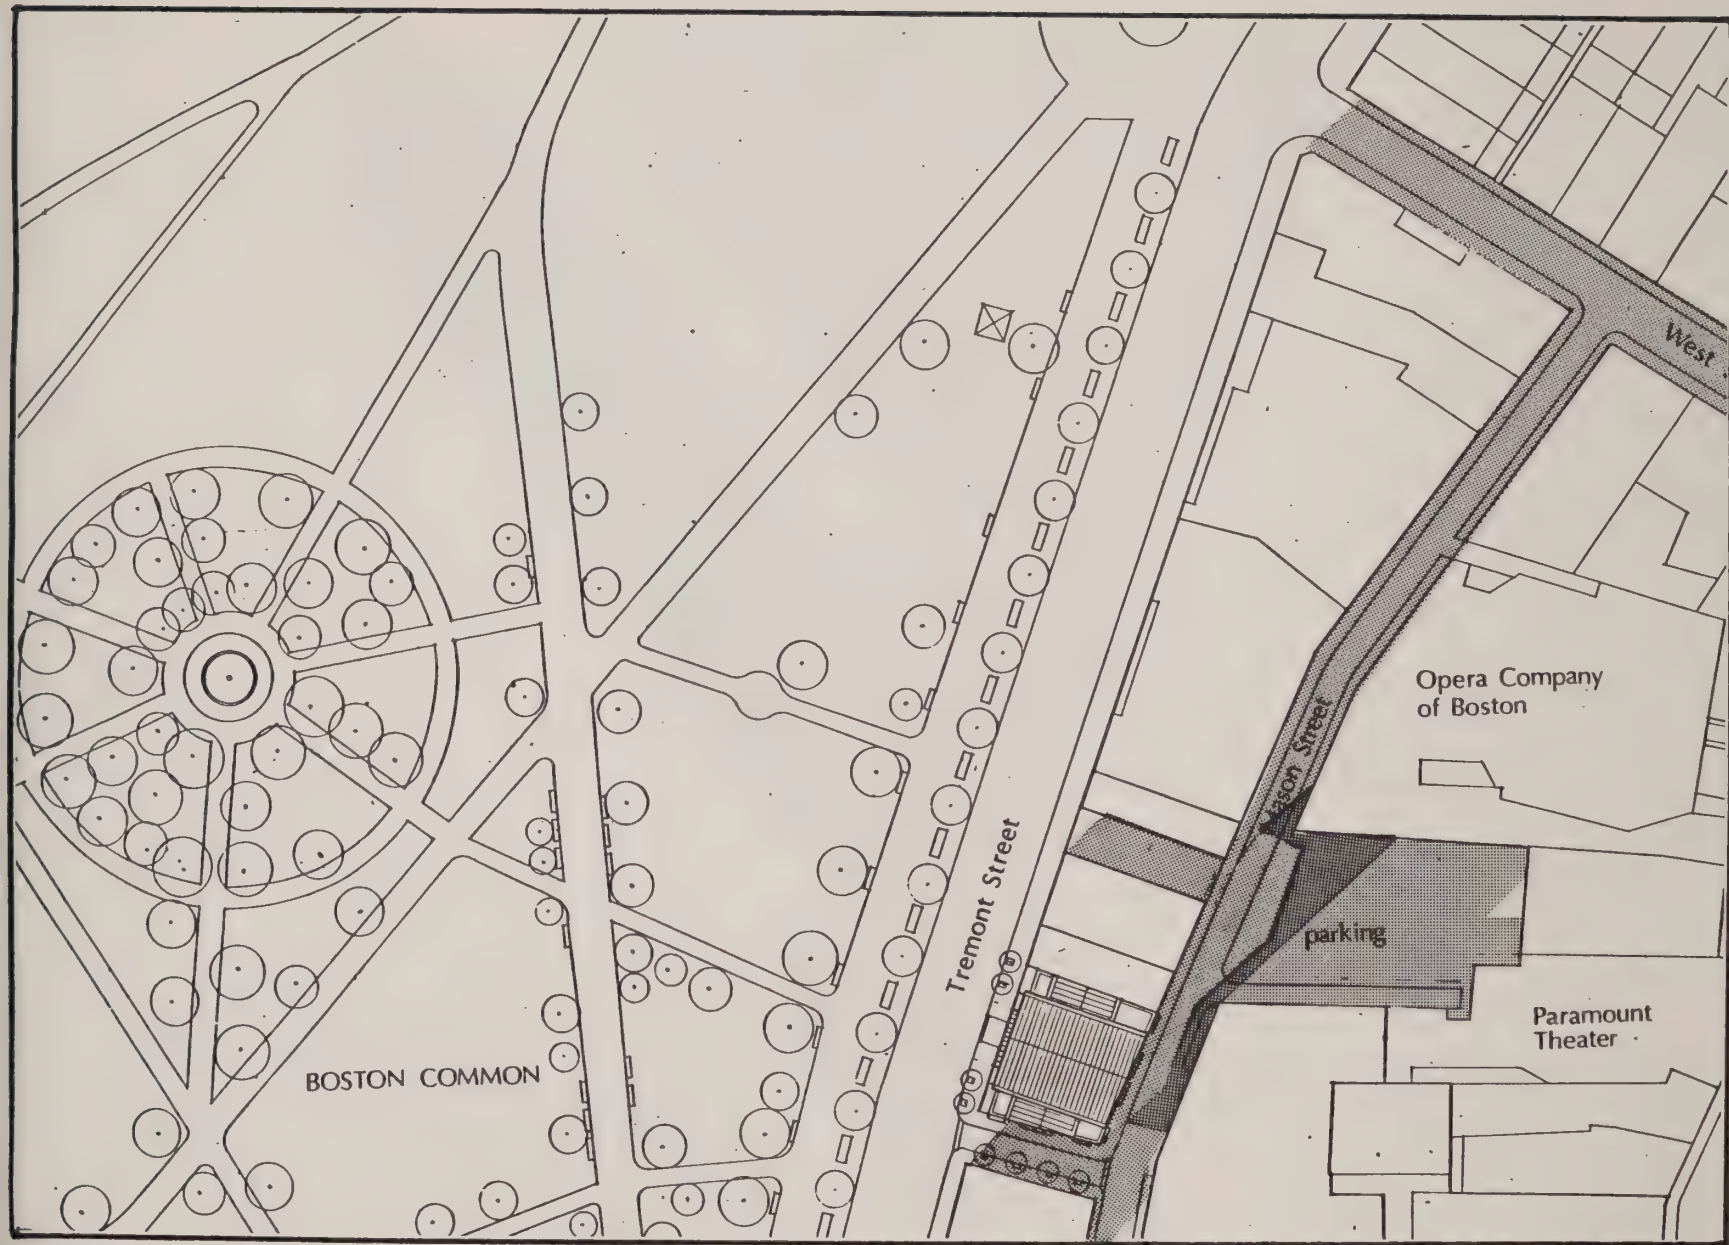 West
Opera Company
of Boston
Mason Street
Tremont Street
parking
Paramount
Theater
BOSTON COMMON